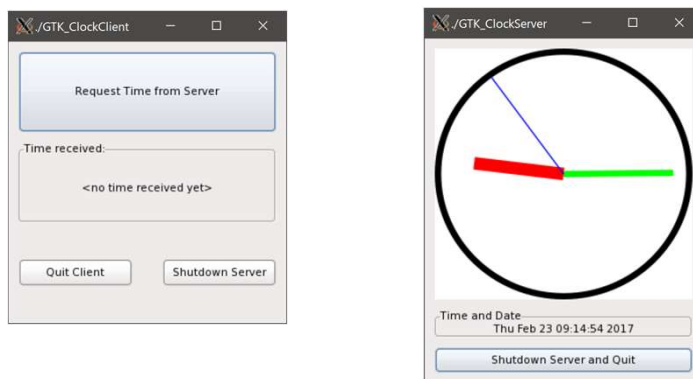 ./GTK_ClockClient
Request Time from Server
Time received:
<no time received yet>
Quit Client
Shutdown Server
./GTK_ClockServer
Time and Date
Thu Feb 23 09:14:54 2017
Shutdown Server and Quit